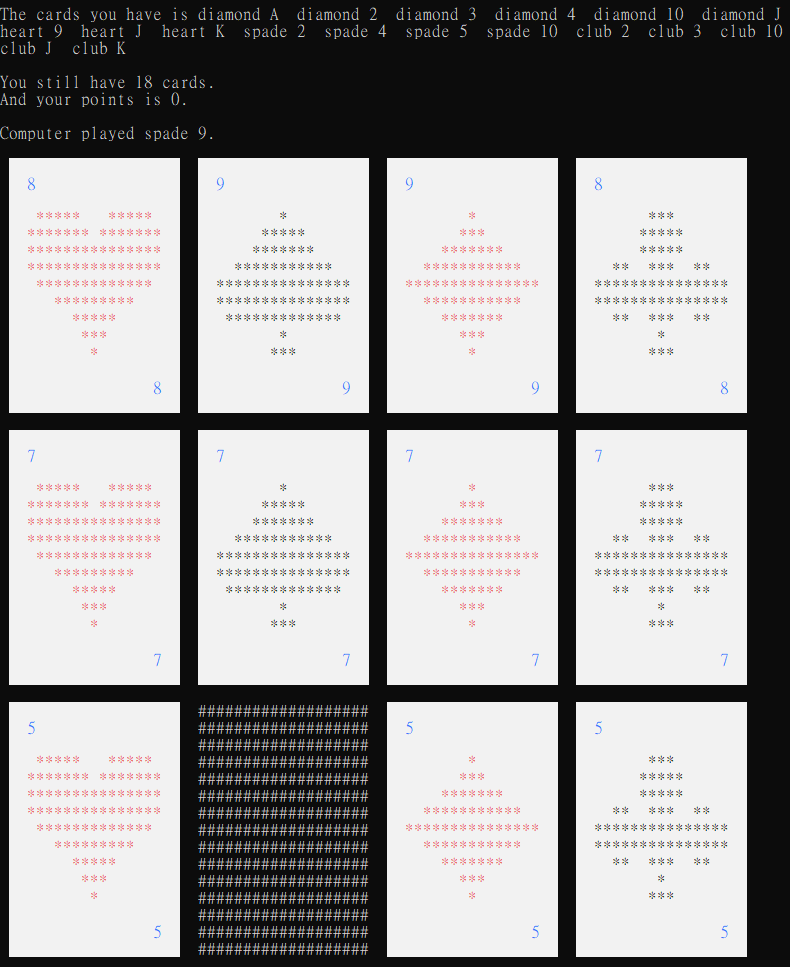 The cards you have is diamond A  diamond 2  diamond 3  diamond 4  diamond 10  diamond J
heart 9  heart J  heart K  spade 2  spade 4  spade 5  spade 10  club 2  club 3  club 10
club J  club K
You still have 18 cards.
And your points is 0.
Computer played spade 9.
8 9 9 8
8 9 9 8
7 7 7 7
7 7 7 7
5 5 5
5 5 5